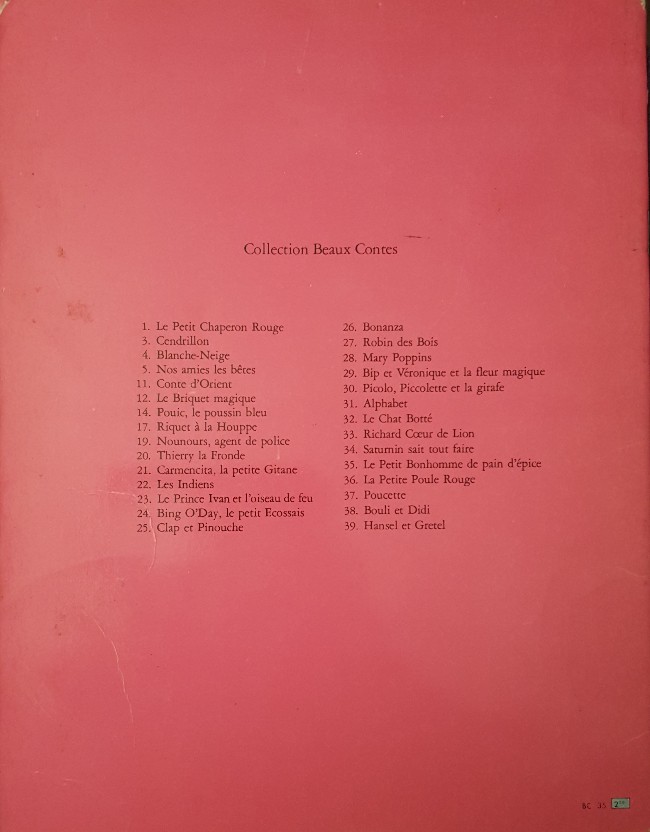 Collection Beaux Contes
1. Le Petit Chaperon Rouge
3. Cendrillon
4. Blanche-Neige
5. Nos amies les bêtes
11. Conte d'Orient
12. Le Briquet magique
14. Pouic, le poussin bleu
17. Riquet à la Houppe
19. Nounours, agent de police
20. Thierry la Fronde
21. Carmencita, la petite Gitane
22. Les Indiens
23. Le Prince Ivan et l'oiseau de feu
24. Bing O'Day, le petit Ecossais
25. Clap et Pinouche
26. Bonanza
27. Robin des Bois
28. Mary Poppins
29. Bip et Véronique et la fleur magique
30. Picolo, Piccolette et la girafe
31. Alphabet
32. Le Chat Botté
33. Richard Cœur de Lion
34. Saturnin sait tout faire
35. Le Petit Bonhomme de pain d'épice
36. La Petite Poule Rouge
37. Poucette
38. Bouli et Didi
39. Hansel et Gretel
BC 35